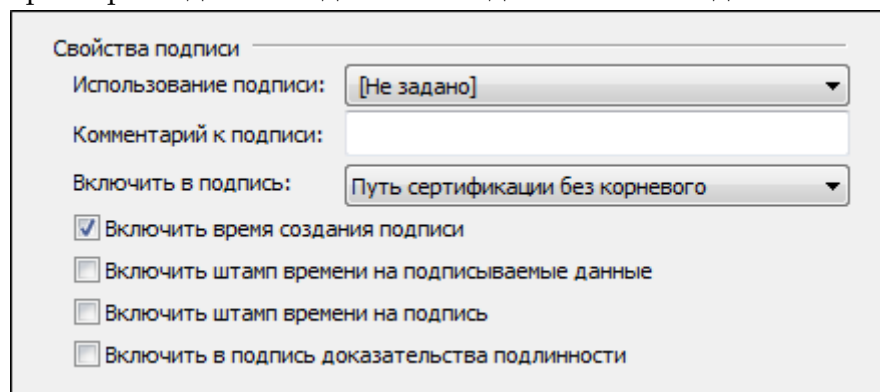 Свойства подписи
Использование подписи: [Не задано]
Комментарий к подписи:
Включить в подпись: Путь сертификации без корневого
Включить время создания подписи
Включить штамп времени на подписываемые данные
Включить штамп времени на подпись
Включить в подпись доказательства подлинности